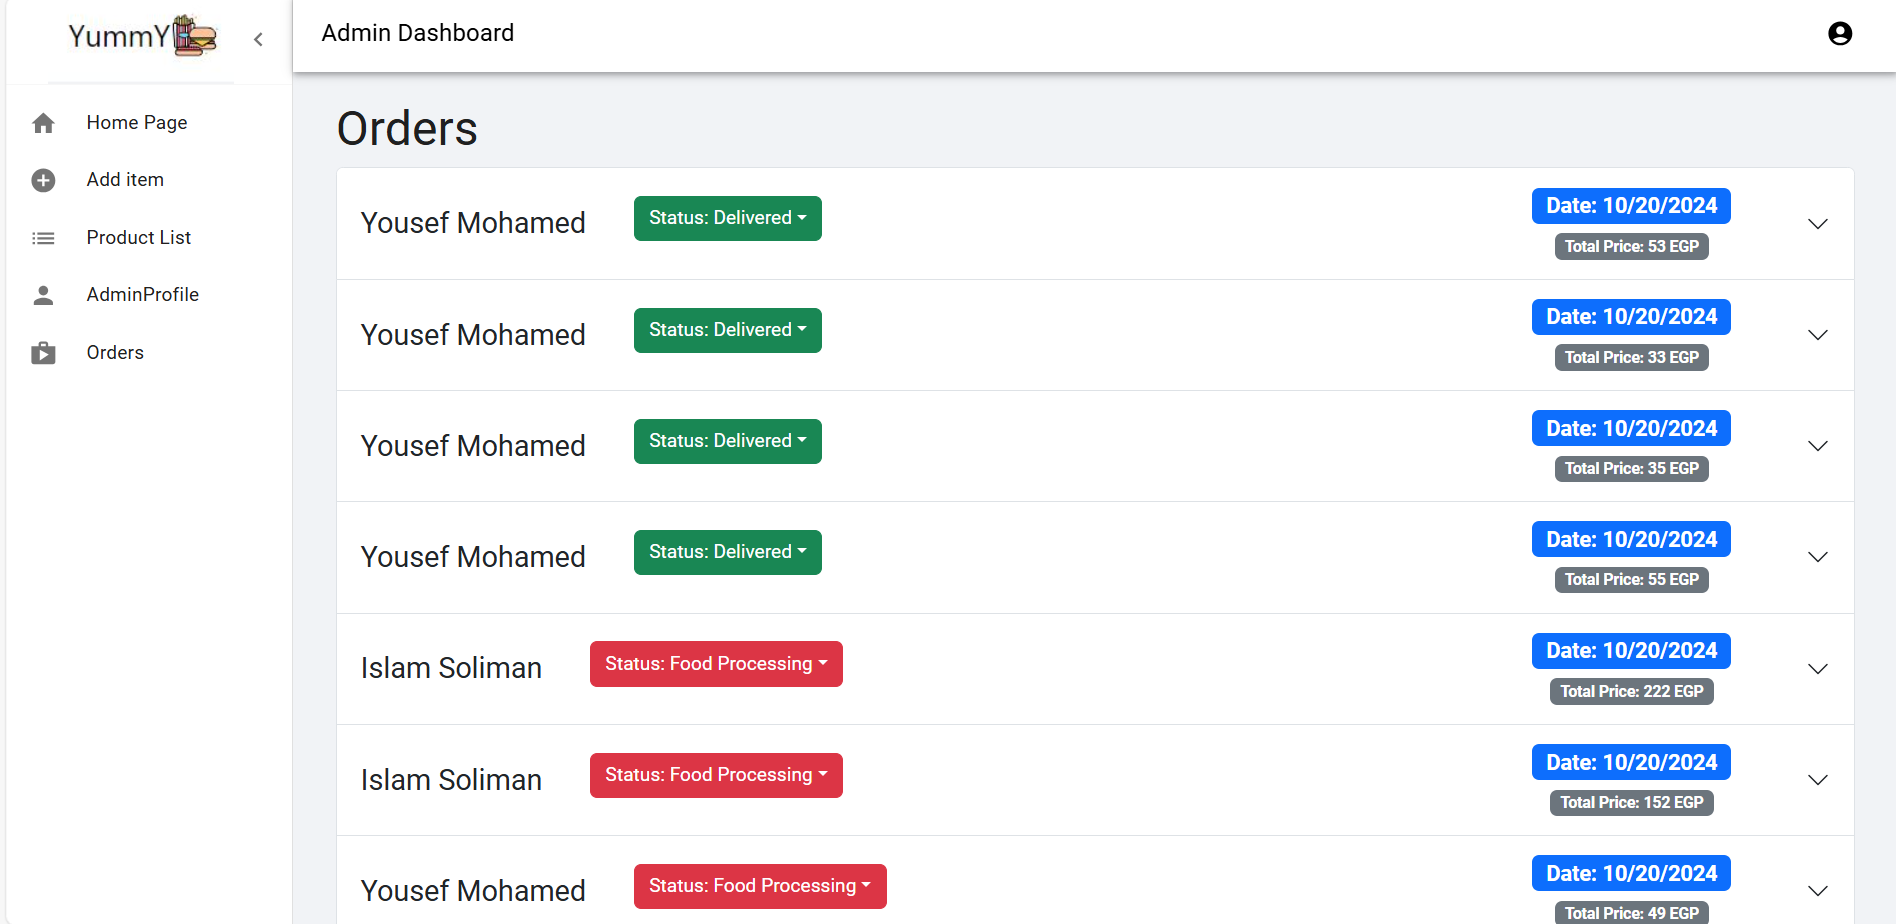 YummY
Admin Dashboard
Home Page
Add item
Product List
AdminProfile
Orders
Orders
Yousef Mohamed
Status: Delivered
Date: 10/20/2024
Total Price: 53 EGP
Yousef Mohamed
Status: Delivered
Date: 10/20/2024
Total Price: 33 EGP
Yousef Mohamed
Status: Delivered
Date: 10/20/2024
Total Price: 35 EGP
Yousef Mohamed
Status: Delivered
Date: 10/20/2024
Total Price: 55 EGP
Islam Soliman
Status: Food Processing
Date: 10/20/2024
Total Price: 222 EGP
Islam Soliman
Status: Food Processing
Date: 10/20/2024
Total Price: 152 EGP
Yousef Mohamed
Status: Food Processing
Date: 10/20/2024
Total Price: 49 EGP